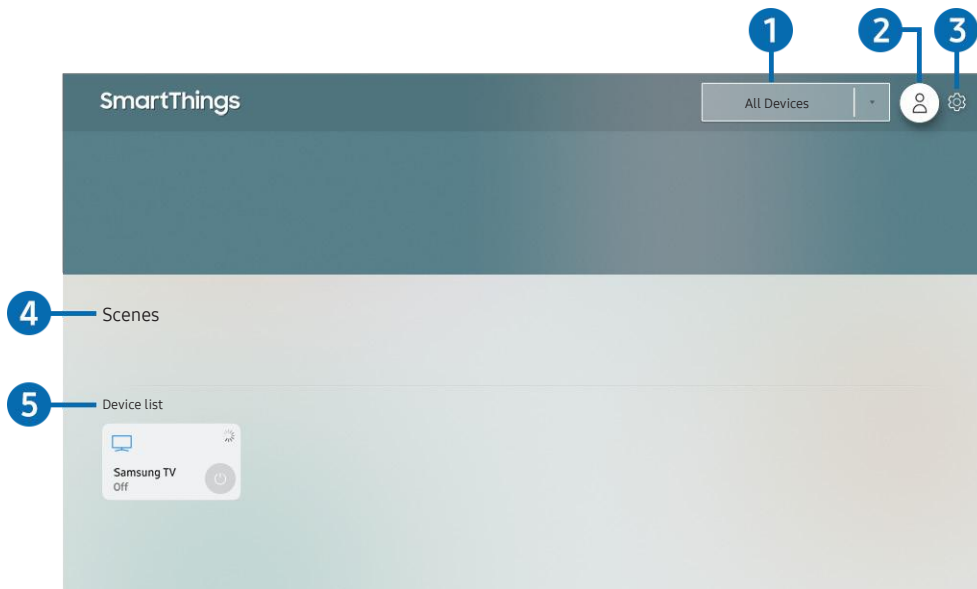 1 2 3
SmartThings
All Devices
4 Scenes
5 Device list
Samsung TV
Off